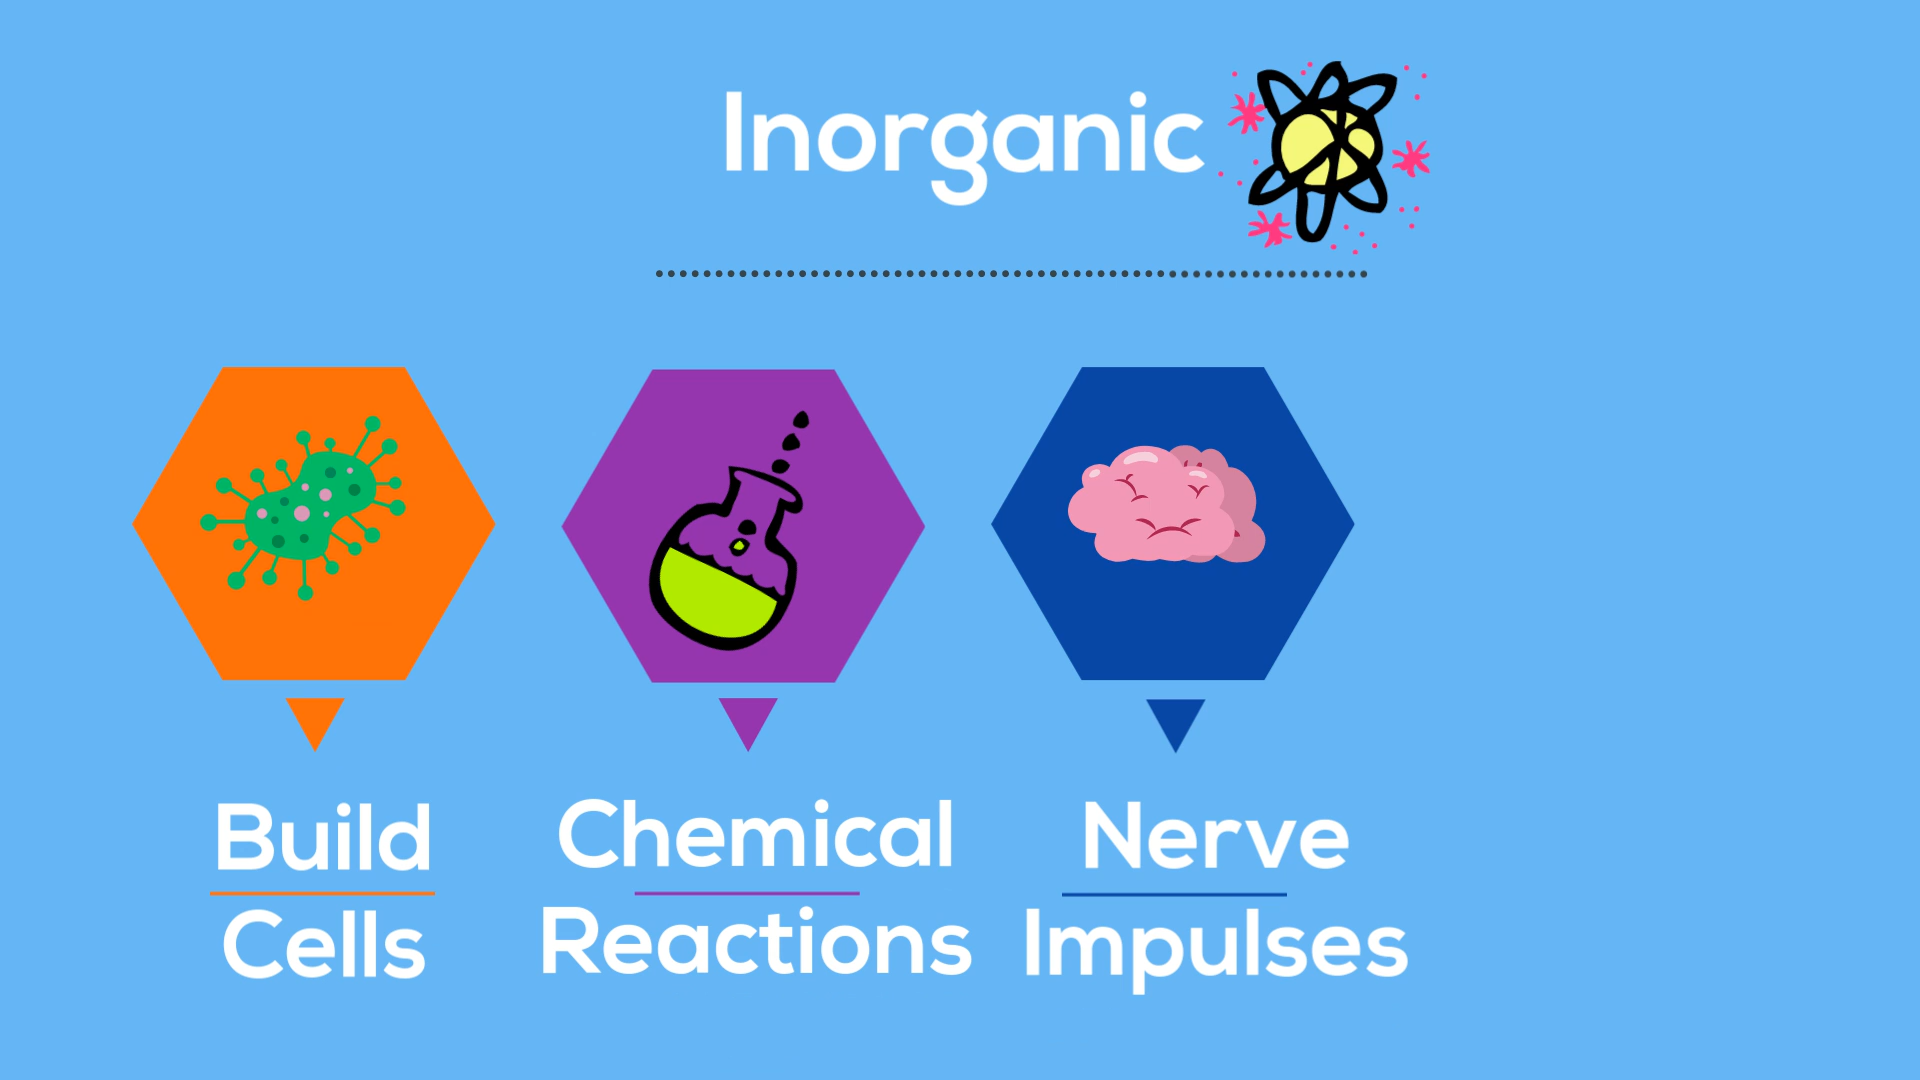 Inorganic
Build
Cells
Chemical
Reactions
Nerve
Impulses